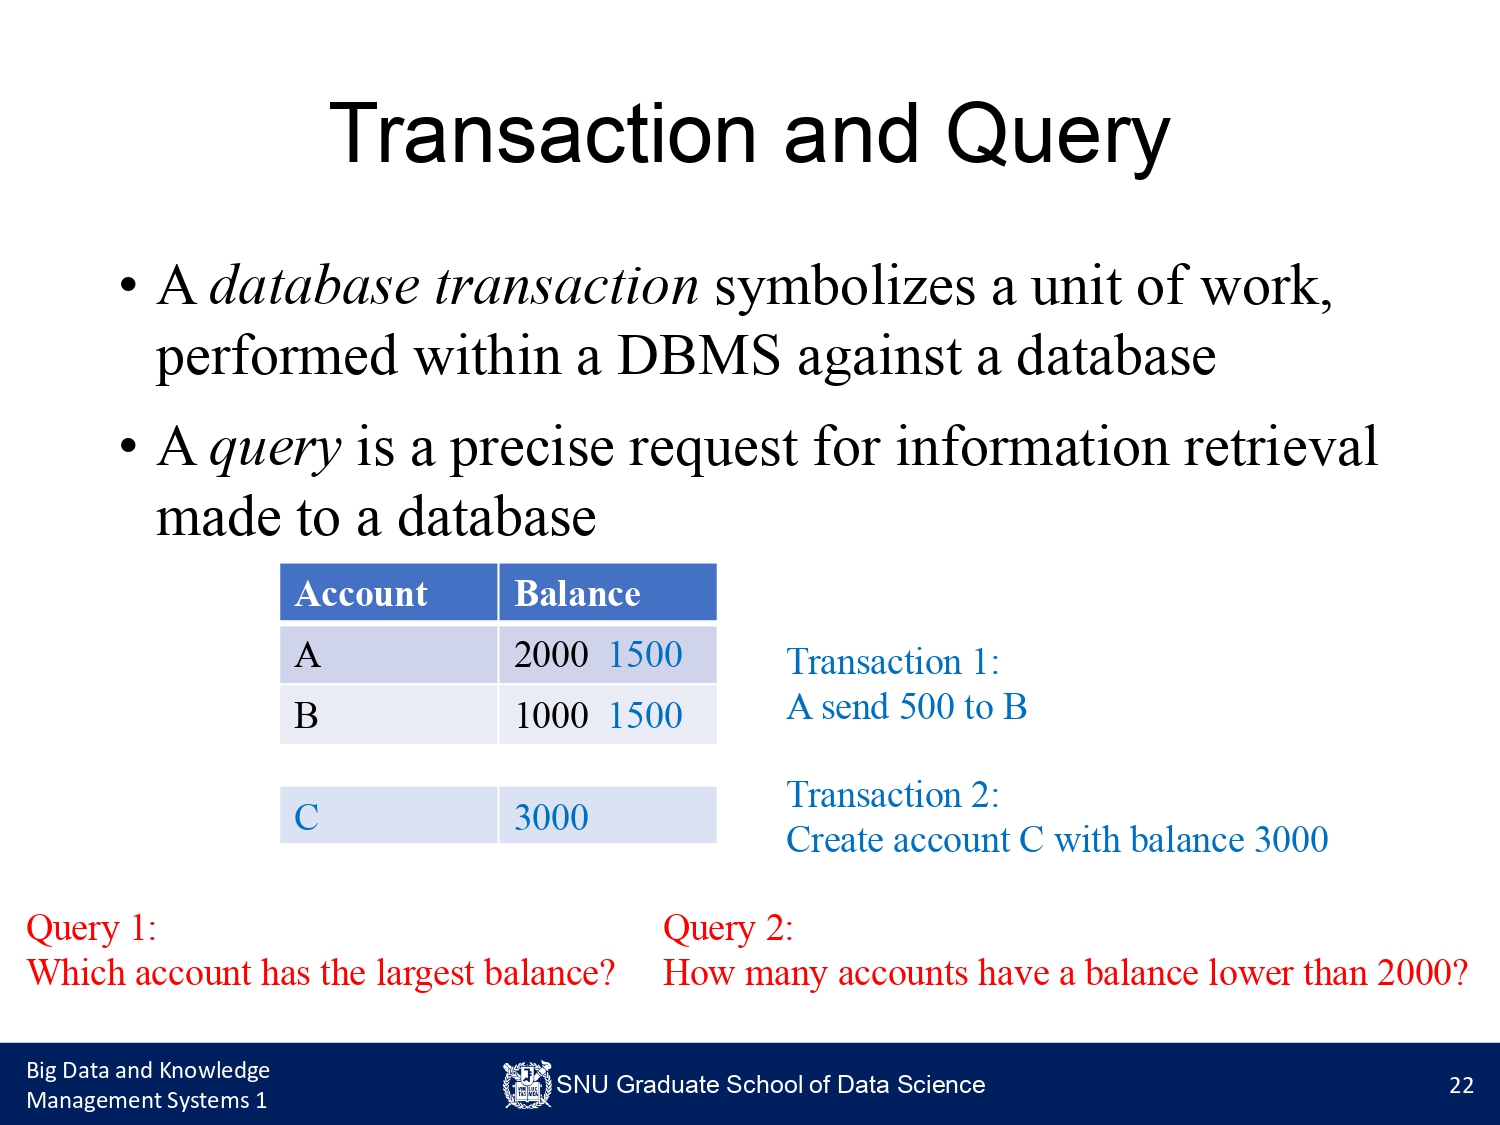 Transaction and Query
• A database transaction symbolizes a unit of work,
performed within a DBMS against a database
• A query is a precise request for information retrieval
made to a database
Account Balance
A 2000 1500
B 1000 1500
C 3000
Transaction 1:
A send 500 to B
Transaction 2:
Create account C with balance 3000
Query 1:
Which account has the largest balance?
Query 2:
How many accounts have a balance lower than 2000?
Big Data and Knowledge
Management Systems 1
SNU Graduate School of Data Science
22